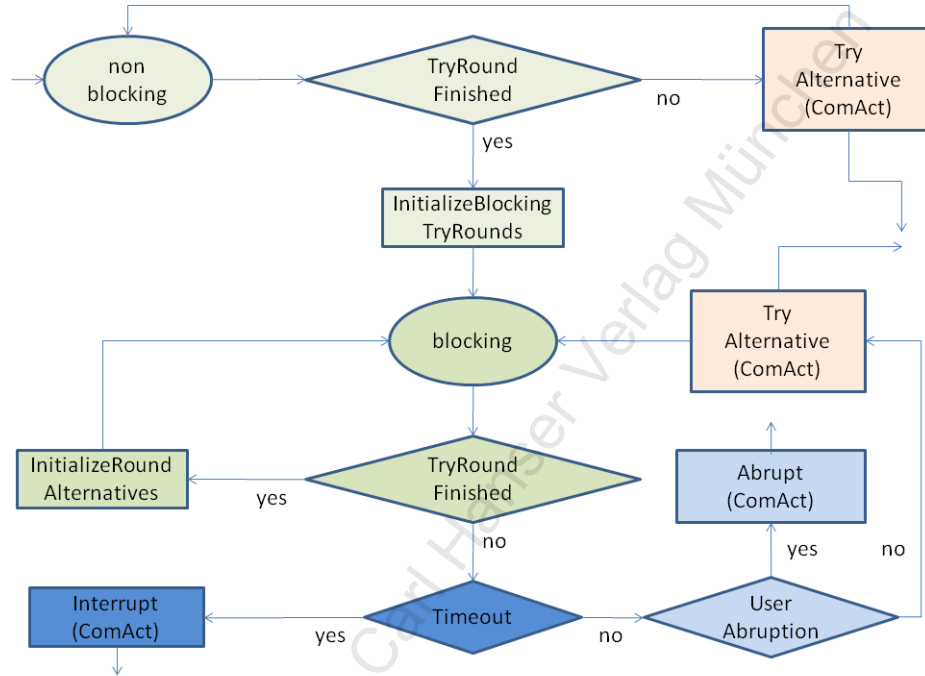 non
blocking
TryRound
Finished
no
Try
Alternative
(ComAct)
yes
InitializeBlocking
TryRounds
blocking
Try
Alternative
(ComAct)
InitializeRound
Alternatives
yes
TryRound
Finished
Abrupt
(ComAct)
no
yes
no
Interrupt
(ComAct)
yes
Timeout
no
User
Abruption
Carl Hanser Verlag München